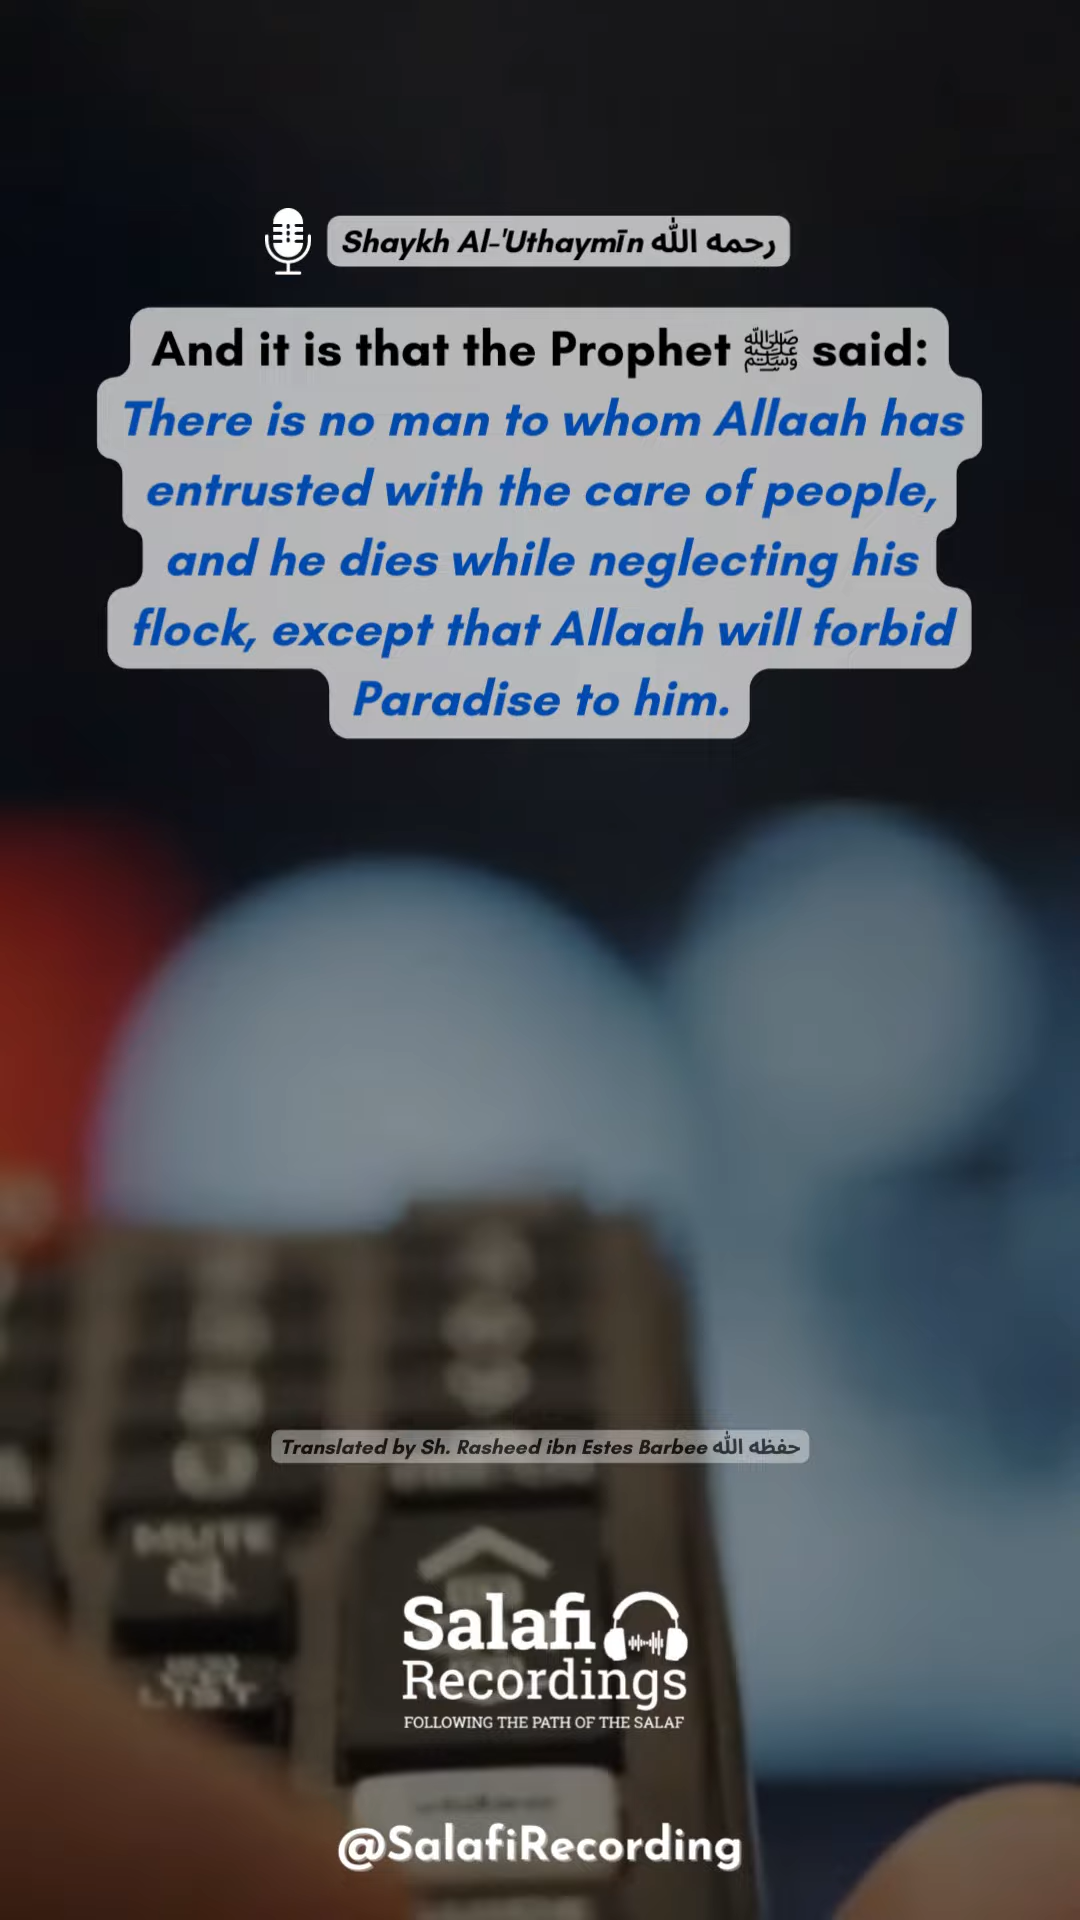 Shaykh Al-'Uthaymīn رحمه الله
And it is that the Prophet ﷺ said:
There is no man to whom Allaah has
entrusted with the care of people,
and he dies while neglecting his
flock, except that Allaah will forbid
Paradise to him.
Translated by Sh. Rasheed ibn Estes Barbee حفظه الله
MUTE
LIST
Salafi
Recordings
FOLLOWING THE PATH OF THE SALAF
@SalafiRecording